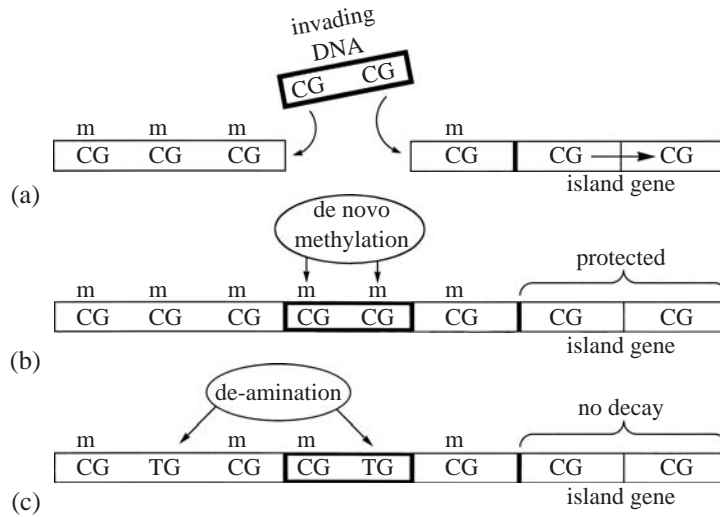 invading
DNA
CG CG
m m m m
CG CG CG CG CG CG
(a) island gene
de novo
methylation
protected
m m m m m m
CG CG CG CG CG CG CG CG
(b) island gene
de-amination
no decay
m m m m
CG TG CG CG TG CG CG CG
(c) island gene